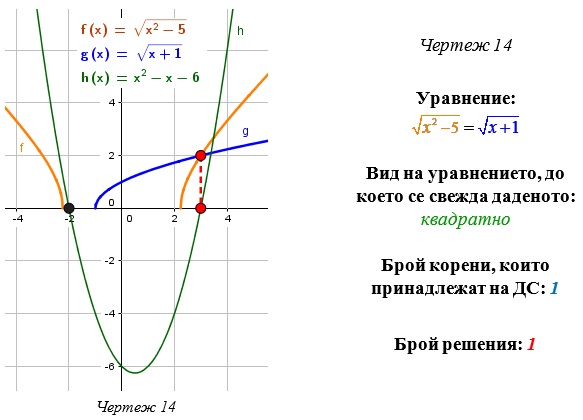 f (x) = √(x² − 5)
g (x) = √(x + 1)
h (x) = x² − x − 6
h
f
g
4
2
0
-4
-2
0
2
4
-2
-4
-6
Чертеж 14
Чертеж 14
Уравнение:
√(x² − 5) = √(x + 1)
Вид на уравнението, до
което се свежда даденото:
квадратно
Брой корени, които
принадлежат на ДС: 1
Брой решения: 1